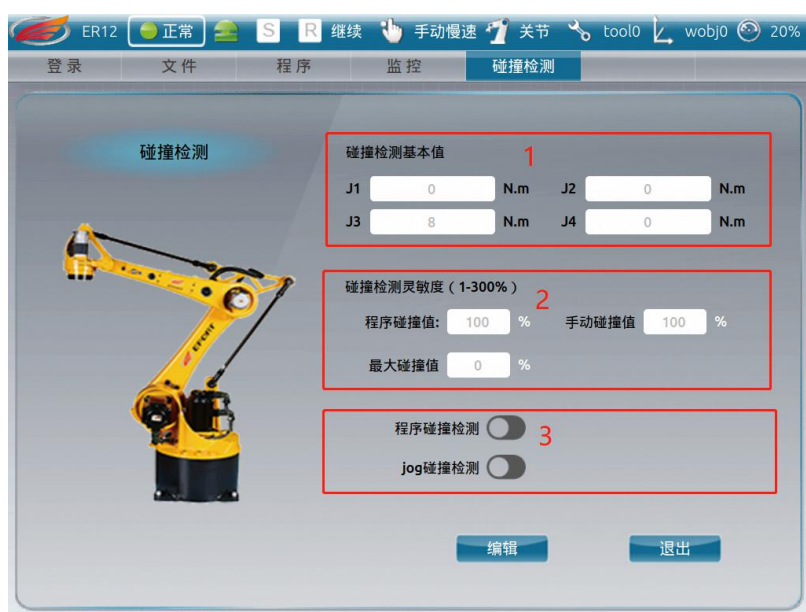 ER12 正常 S R 继续 手动慢速 关节 tool0 wobj0 20%
登录 文件 程序 监控 碰撞检测
碰撞检测
碰撞检测基本值 1
J1 0 N.m J2 0 N.m
J3 8 N.m J4 0 N.m
碰撞检测灵敏度（1-300%） 2
程序碰撞值: 100 % 手动碰撞值 100 %
最大碰撞值 0 %
程序碰撞检测 3
jog碰撞检测
EFORT
编辑 退出